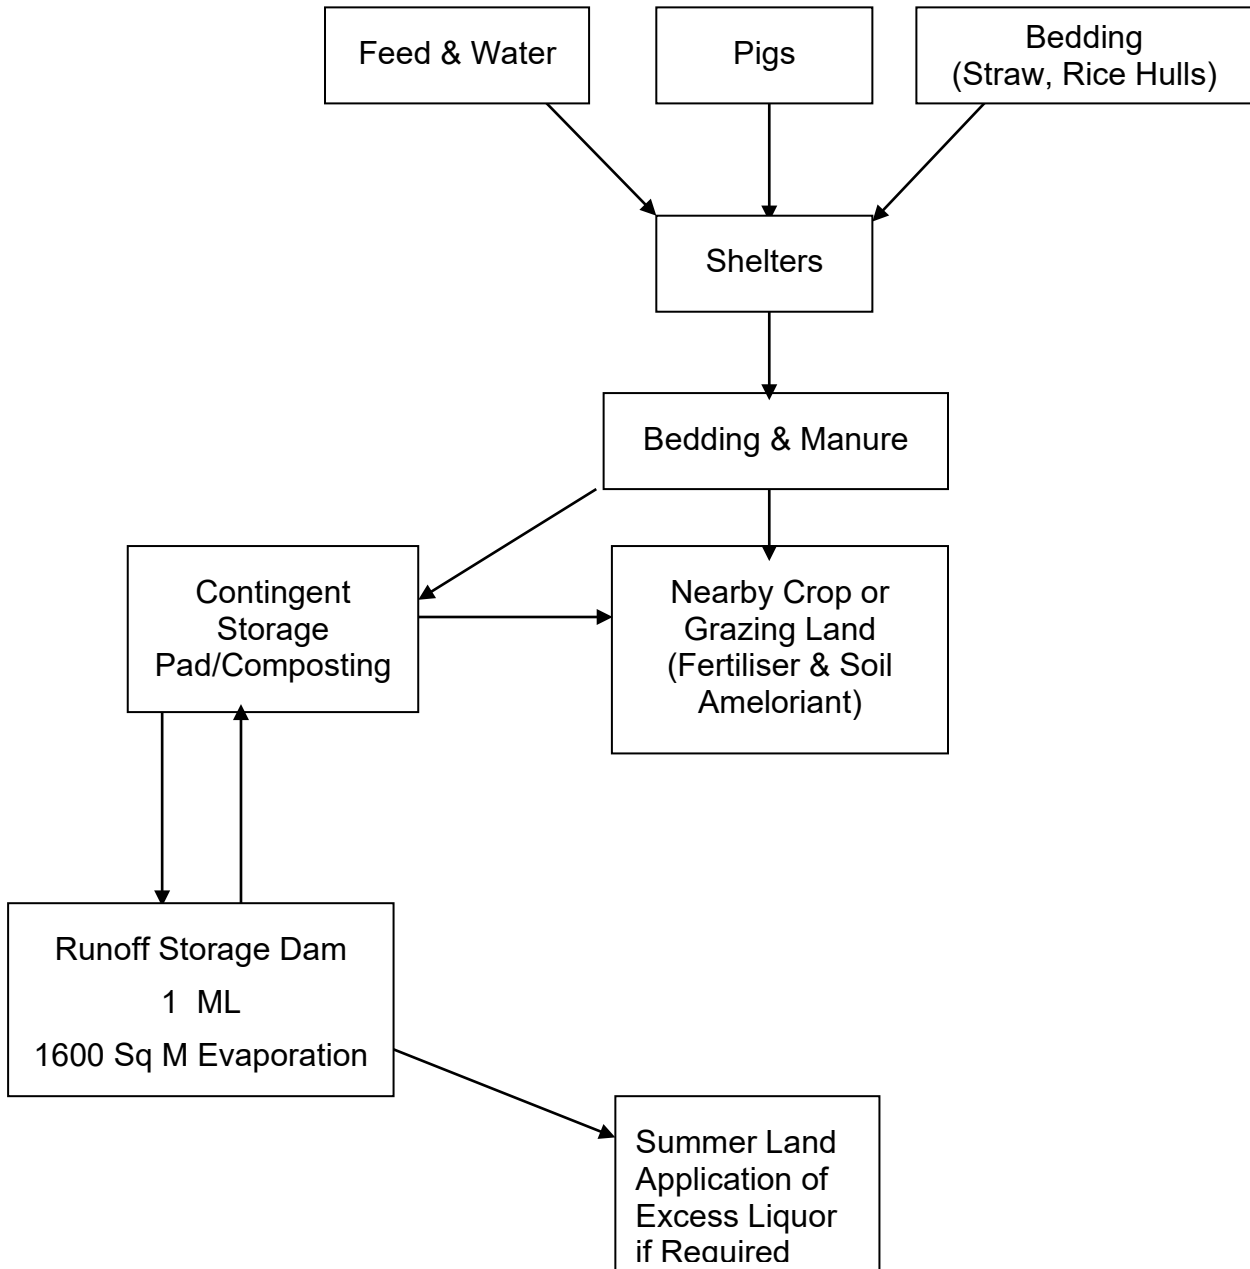 Feed & Water
Pigs
Bedding
(Straw, Rice Hulls)
Shelters
Bedding & Manure
Contingent
Storage
Pad/Composting
Nearby Crop or
Grazing Land
(Fertiliser & Soil
Ameloriant)
Runoff Storage Dam
1 ML
1600 Sq M Evaporation
Summer Land
Application of
Excess Liquor
if Required